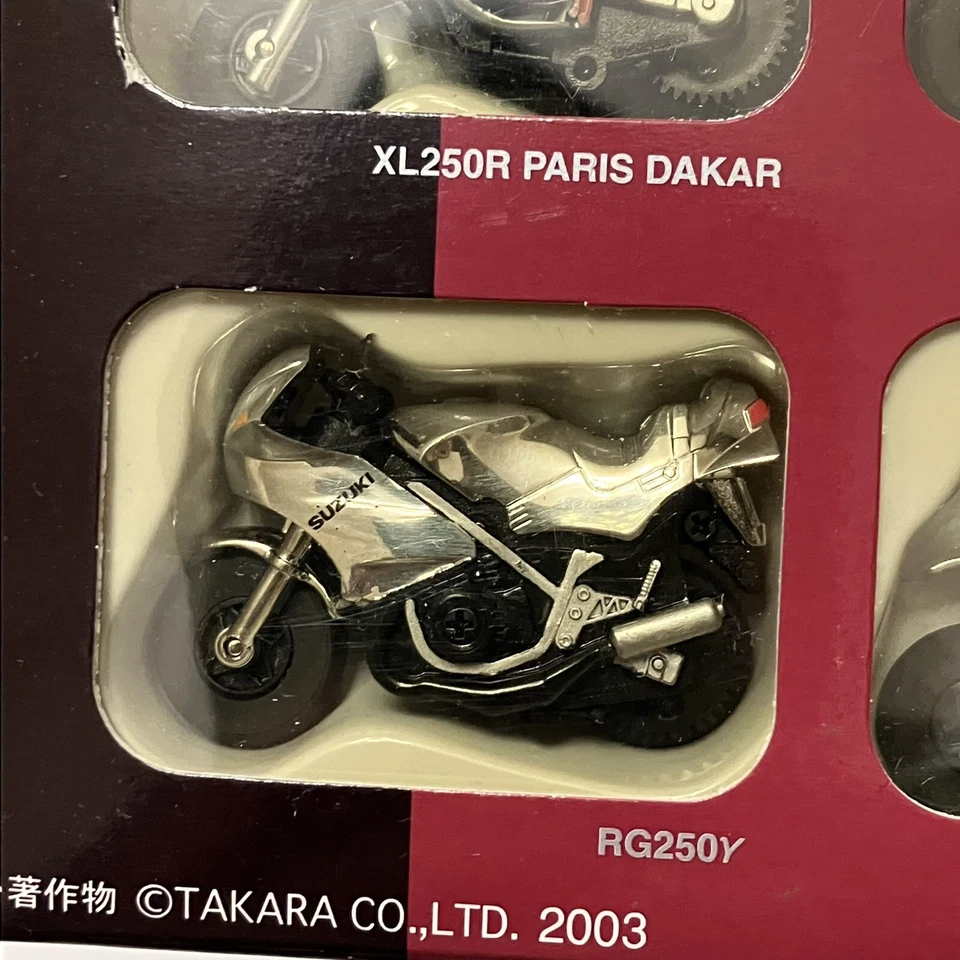 XL250R PARIS DAKAR
SUZUKI
RG250γ
著作物 ©TAKARA CO.,LTD. 2003